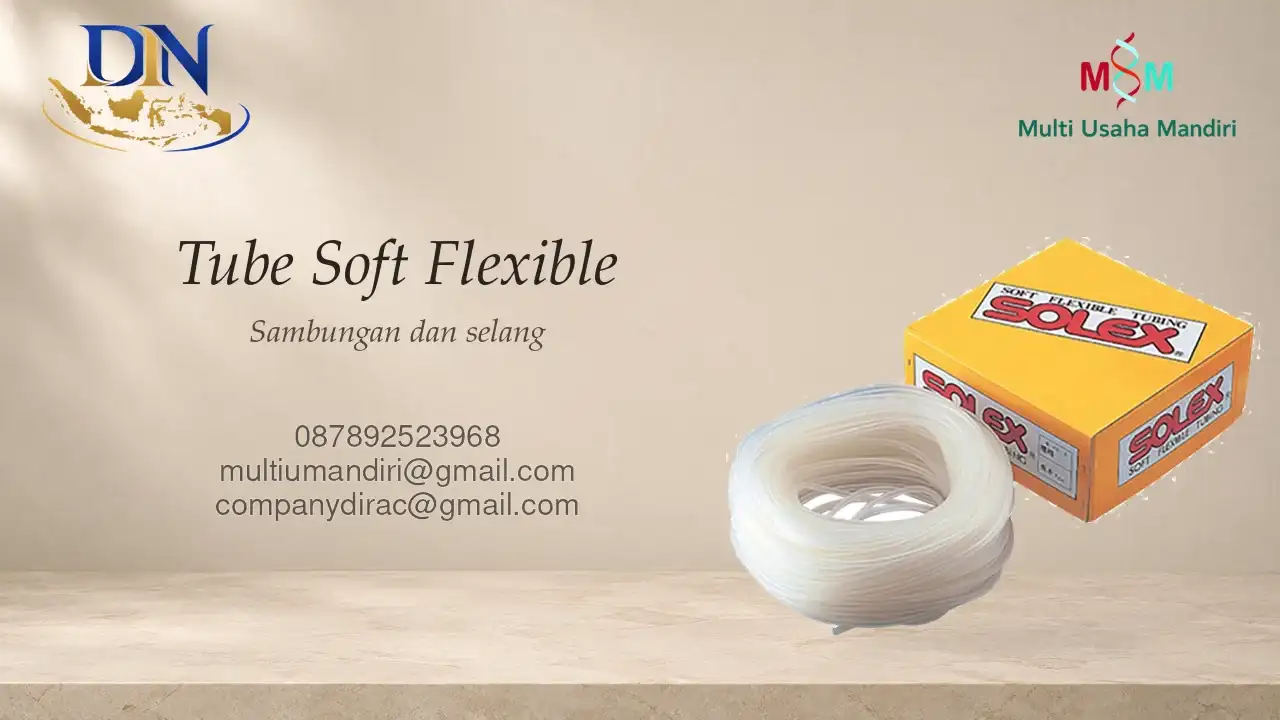 DIN
MSM
Multi Usaha Mandiri
Tube Soft Flexible
Sambungan dan selang
087892523968
multiumandiri@gmail.com
companydirac@gmail.com
SOFT FLEXIBLE TUBING
SOLEX®
SOLEX®
SOLEX®
SOFT FLEXIBLE TUBING